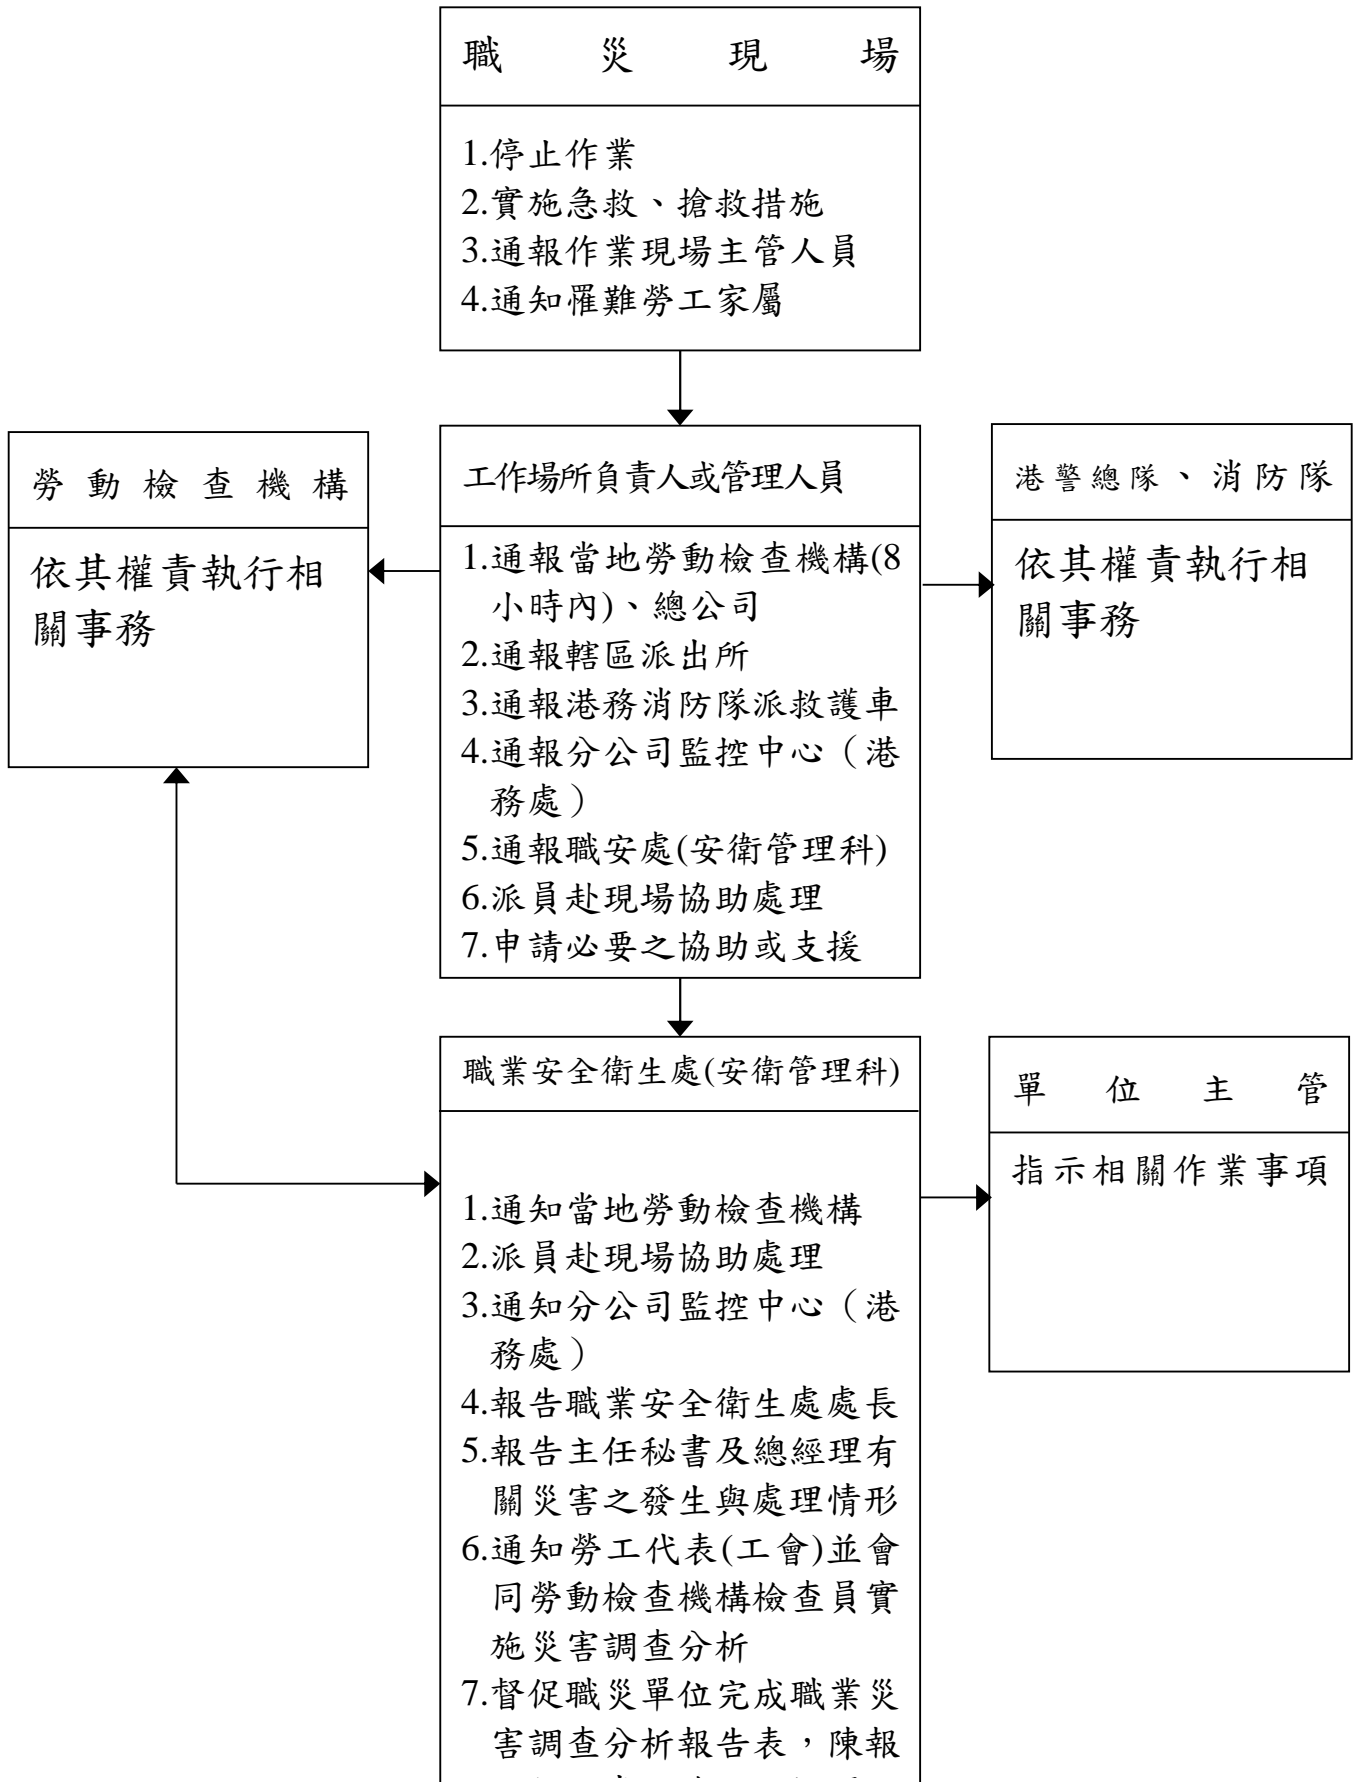 職災現場
1.停止作業
2.實施急救、搶救措施
3.通報作業現場主管人員
4.通知罹難勞工家屬
勞動檢查機構
依其權責執行相
關事務
工作場所負責人或管理人員
1.通報當地勞動檢查機構(8
小時內)、總公司
2.通報轄區派出所
3.通報港務消防隊派救護車
4.通報分公司監控中心（港
務處）
5.通報職安處(安衛管理科)
6.派員赴現場協助處理
7.申請必要之協助或支援
港警總隊、消防隊
依其權責執行相
關事務
職業安全衛生處(安衛管理科)
1.通知當地勞動檢查機構
2.派員赴現場協助處理
3.通知分公司監控中心（港
務處）
4.報告職業安全衛生處處長
5.報告主任秘書及總經理有
關災害之發生與處理情形
6.通知勞工代表(工會)並會
同勞動檢查機構檢查員實
施災害調查分析
7.督促職災單位完成職業災
害調查分析報告表，陳報
單位主管
指示相關作業事項